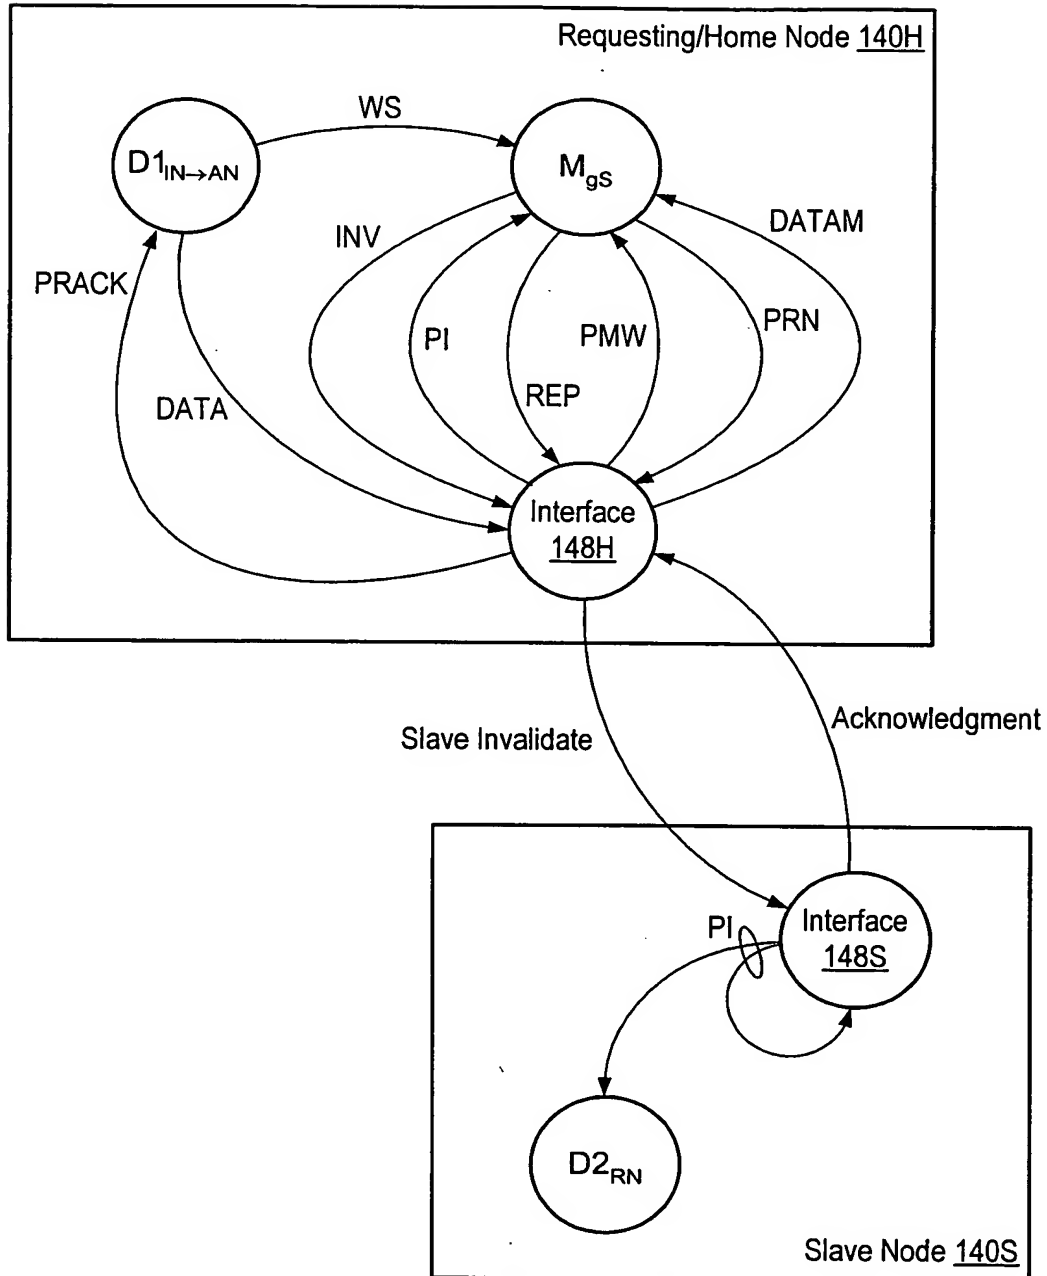 Requesting/Home Node 140H
WS
D1IN→AN
MgS
INV
DATAM
PRACK
PI
PMW
PRN
DATA
REP
Interface
148H
Slave Invalidate
Acknowledgment
PI
Interface
148S
D2RN
Slave Node 140S